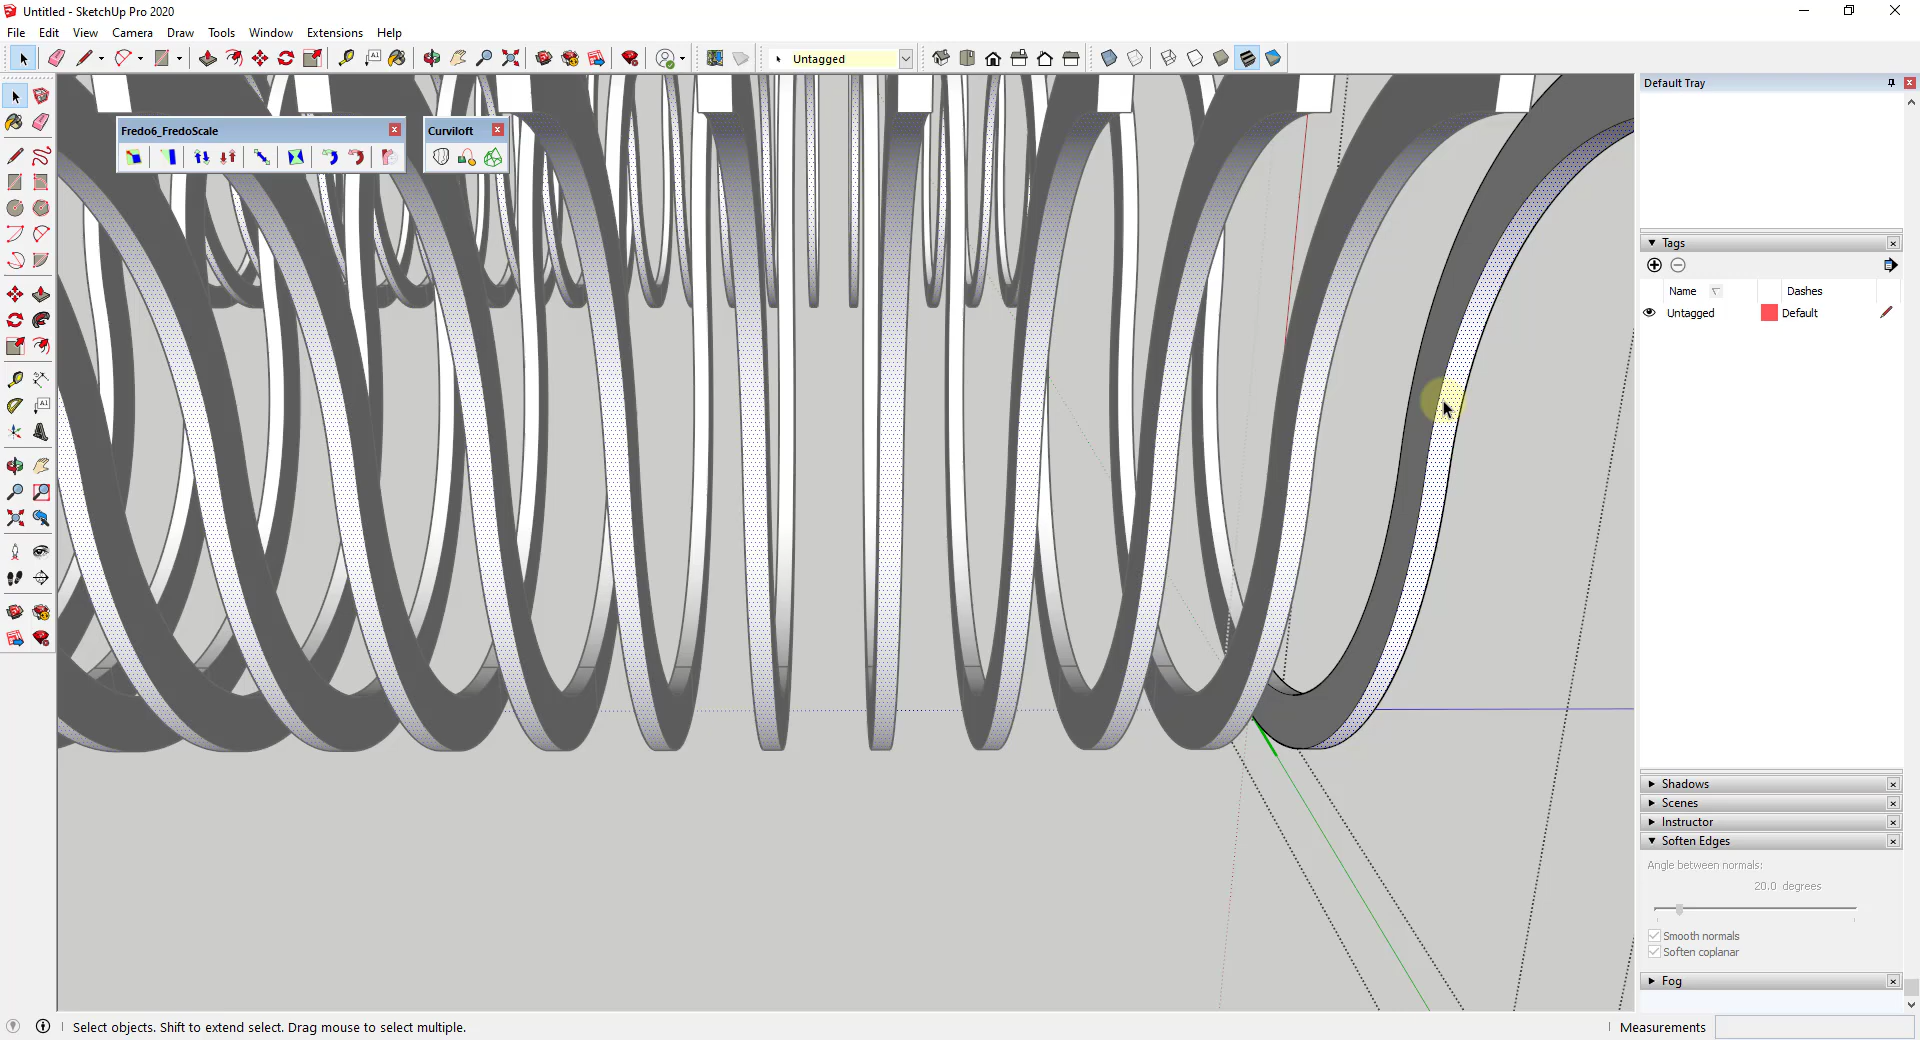 Untitled - SketchUp Pro 2020
File Edit View Camera Draw Tools Window Extensions Help
Untagged
Default Tray
Fredo6_FredoScale
Curviloft
Tags
Name Dashes
Untagged Default
Shadows
Scenes
Instructor
Soften Edges
Angle between normals:
20.0 degrees
Smooth normals
Soften coplanar
Fog
Select objects. Shift to extend select. Drag mouse to select multiple.
Measurements